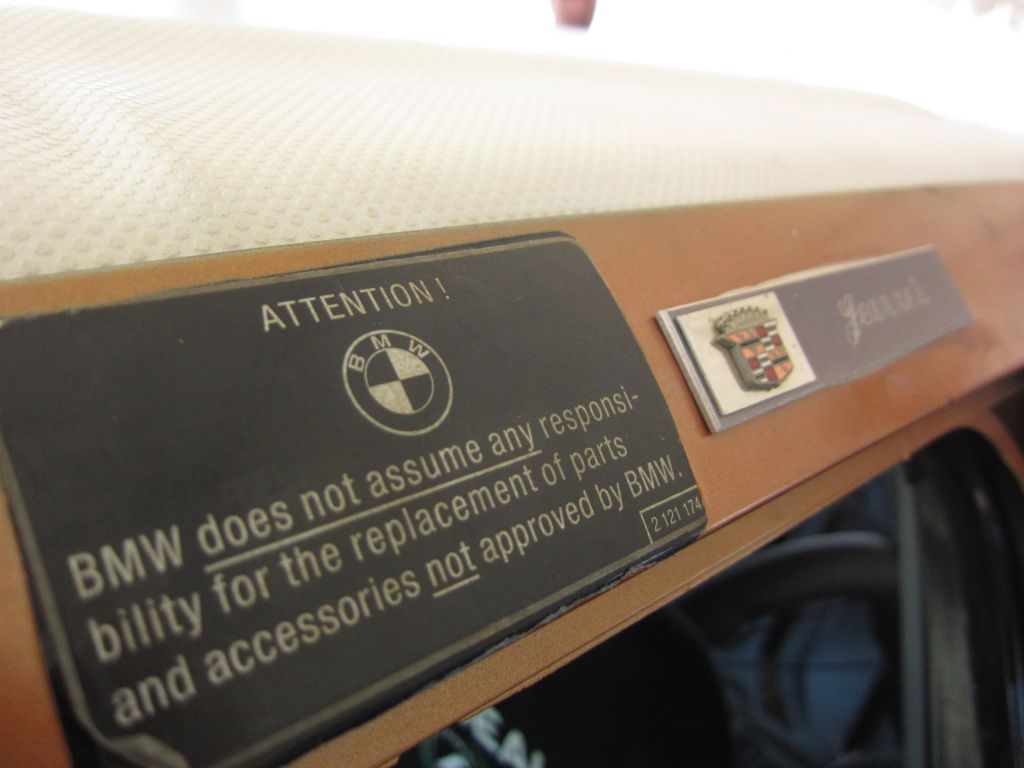 ATTENTION !
BMW
BMW does not assume any responsi-
bility for the replacement of parts
and accessories not approved by BMW.
2 121 174